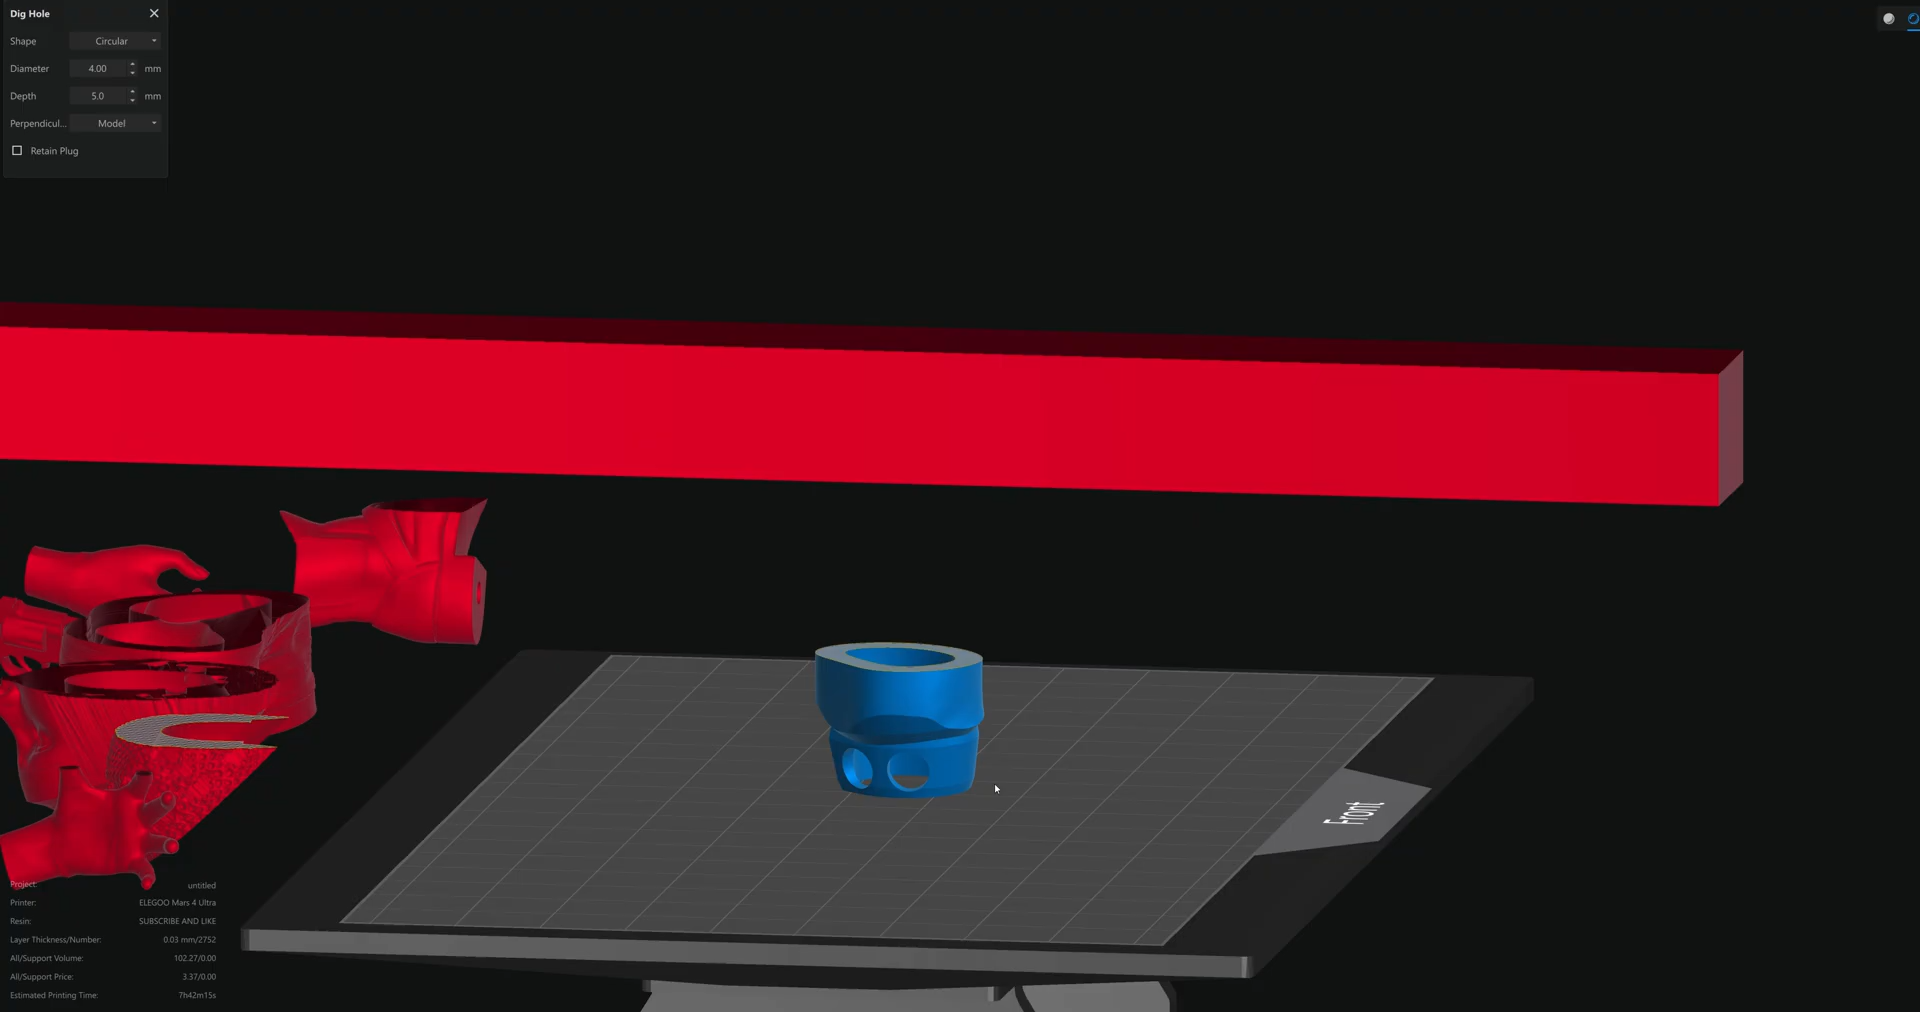 Dig Hole
Shape Circular
Diameter 4.00 mm
Depth 5.0 mm
Perpendicul... Model
Retain Plug
Front
Project: untitled
Printer: ELEGOO Mars 4 Ultra
Resin: SUBSCRIBE AND LIKE
Layer Thickness/Number: 0.03 mm/2752
All/Support Volume: 102.27/0.00
All/Support Price: 3.37/0.00
Estimated Printing Time: 7h42m15s